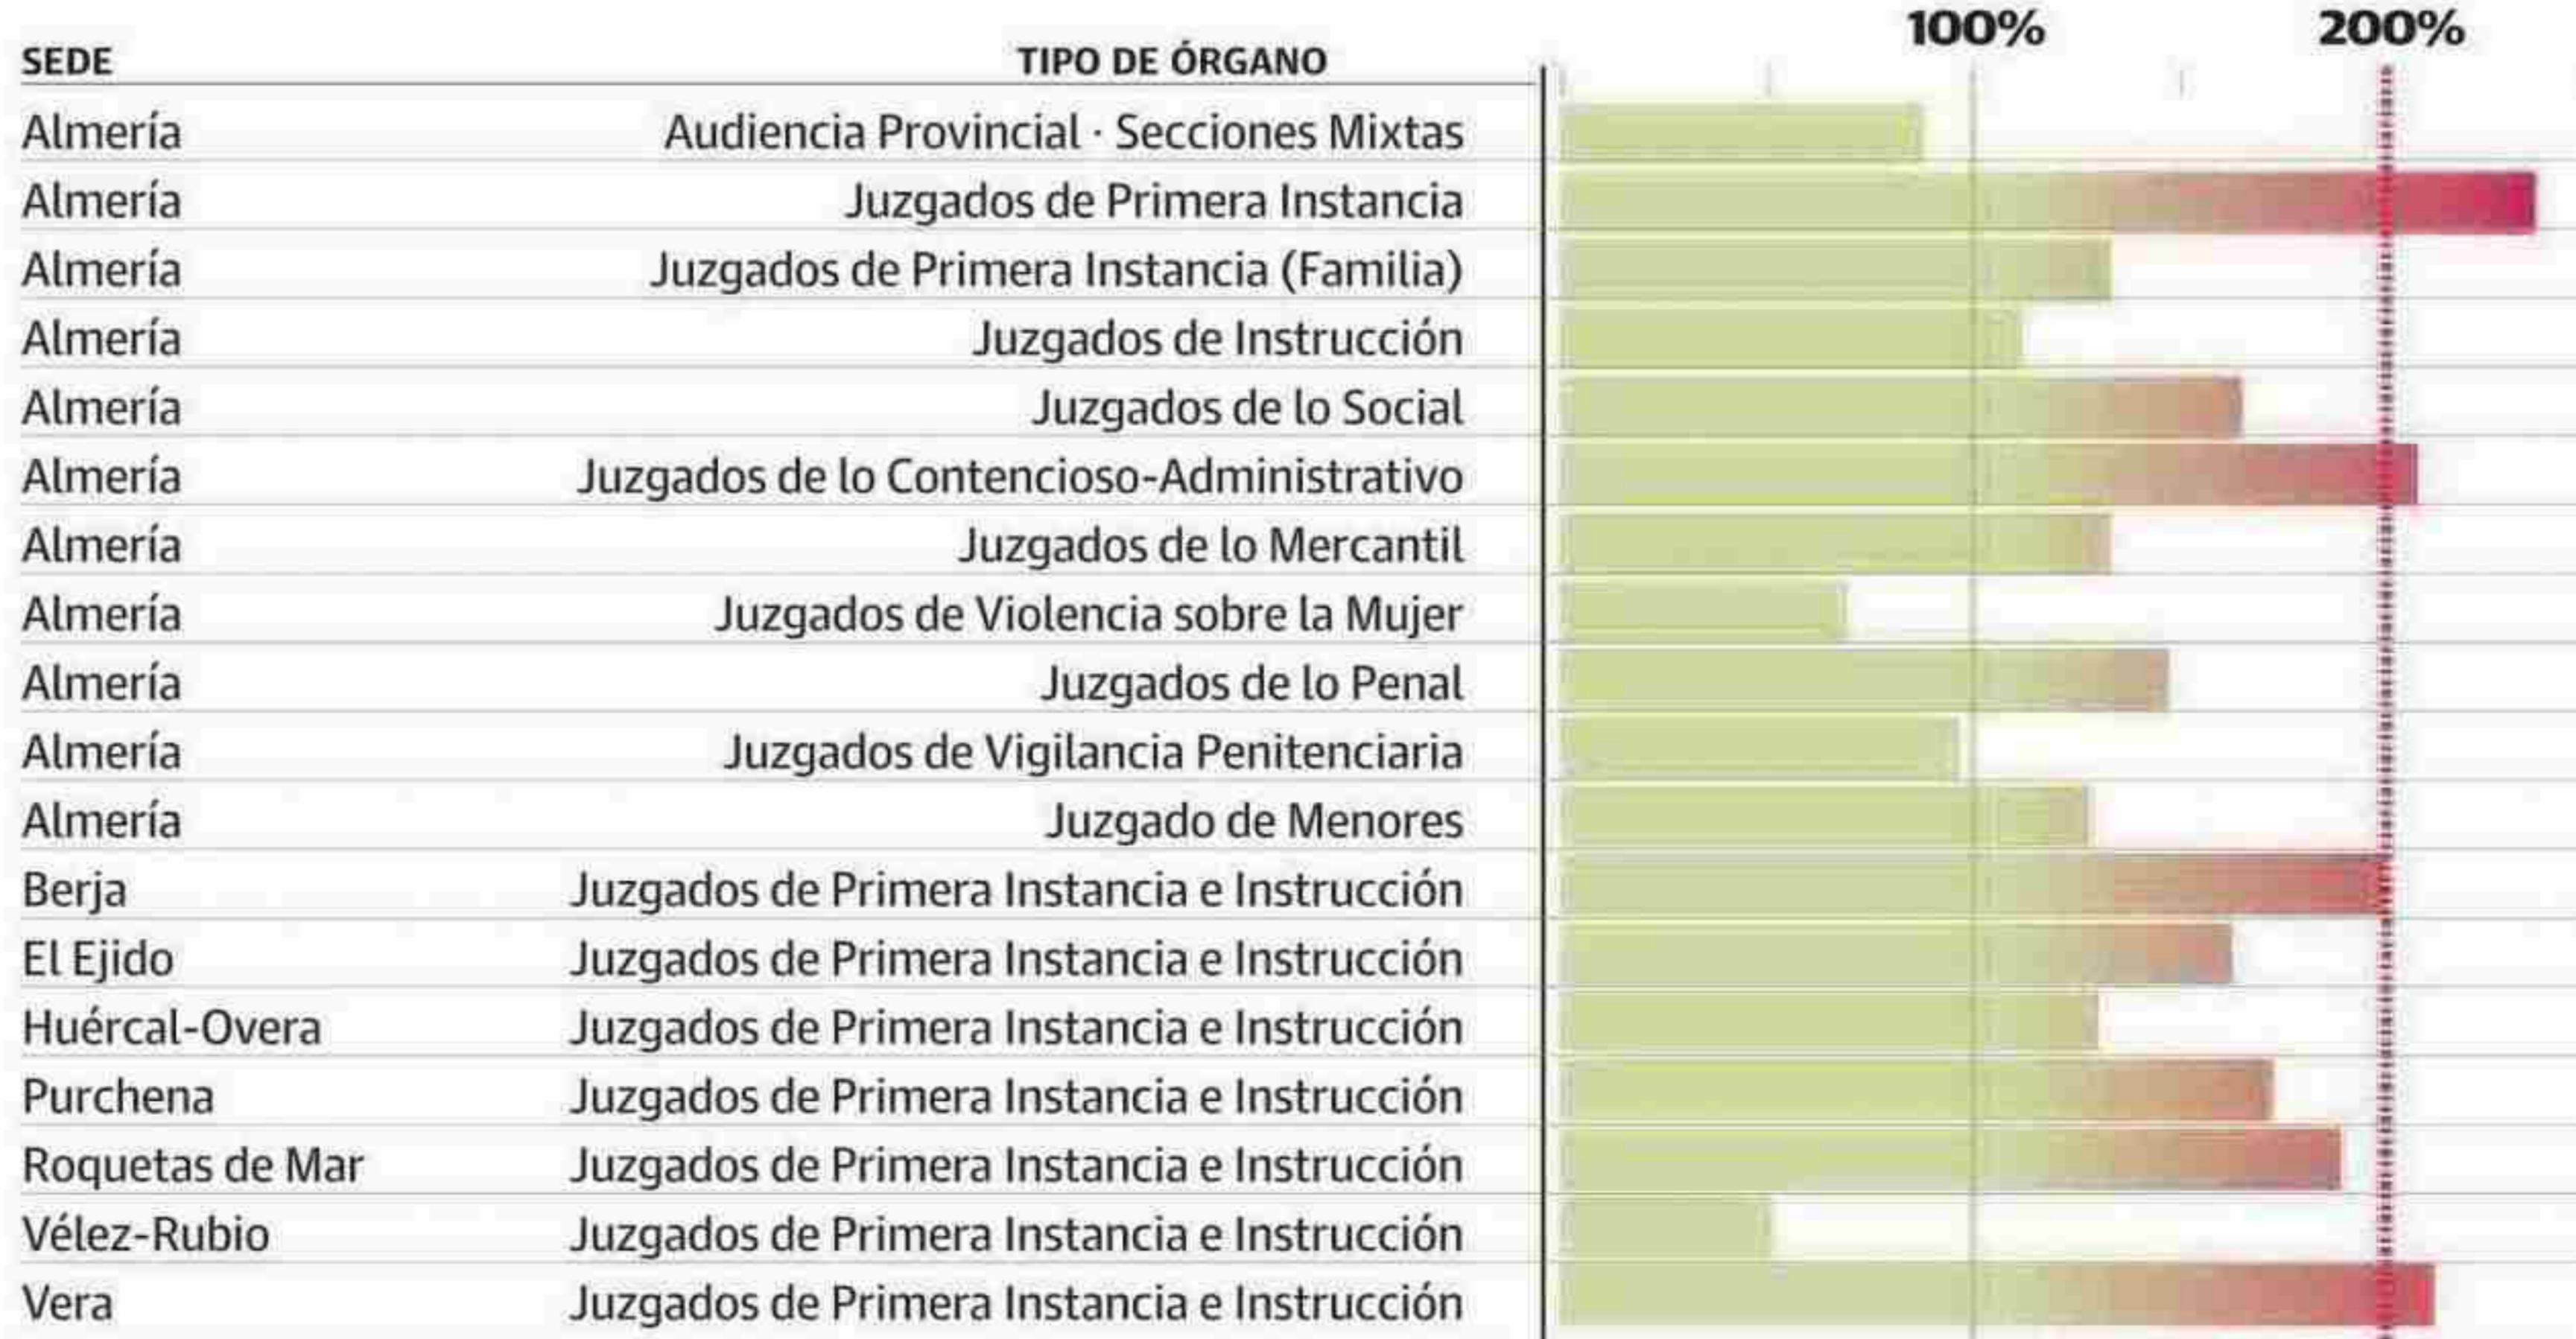 100% 200%
SEDE TIPO DE ÓRGANO
Almería Audiencia Provincial · Secciones Mixtas
Almería Juzgados de Primera Instancia
Almería Juzgados de Primera Instancia (Familia)
Almería Juzgados de Instrucción
Almería Juzgados de lo Social
Almería Juzgados de lo Contencioso-Administrativo
Almería Juzgados de lo Mercantil
Almería Juzgados de Violencia sobre la Mujer
Almería Juzgados de lo Penal
Almería Juzgados de Vigilancia Penitenciaria
Almería Juzgado de Menores
Berja Juzgados de Primera Instancia e Instrucción
El Ejido Juzgados de Primera Instancia e Instrucción
Huércal-Overa Juzgados de Primera Instancia e Instrucción
Purchena Juzgados de Primera Instancia e Instrucción
Roquetas de Mar Juzgados de Primera Instancia e Instrucción
Vélez-Rubio Juzgados de Primera Instancia e Instrucción
Vera Juzgados de Primera Instancia e Instrucción